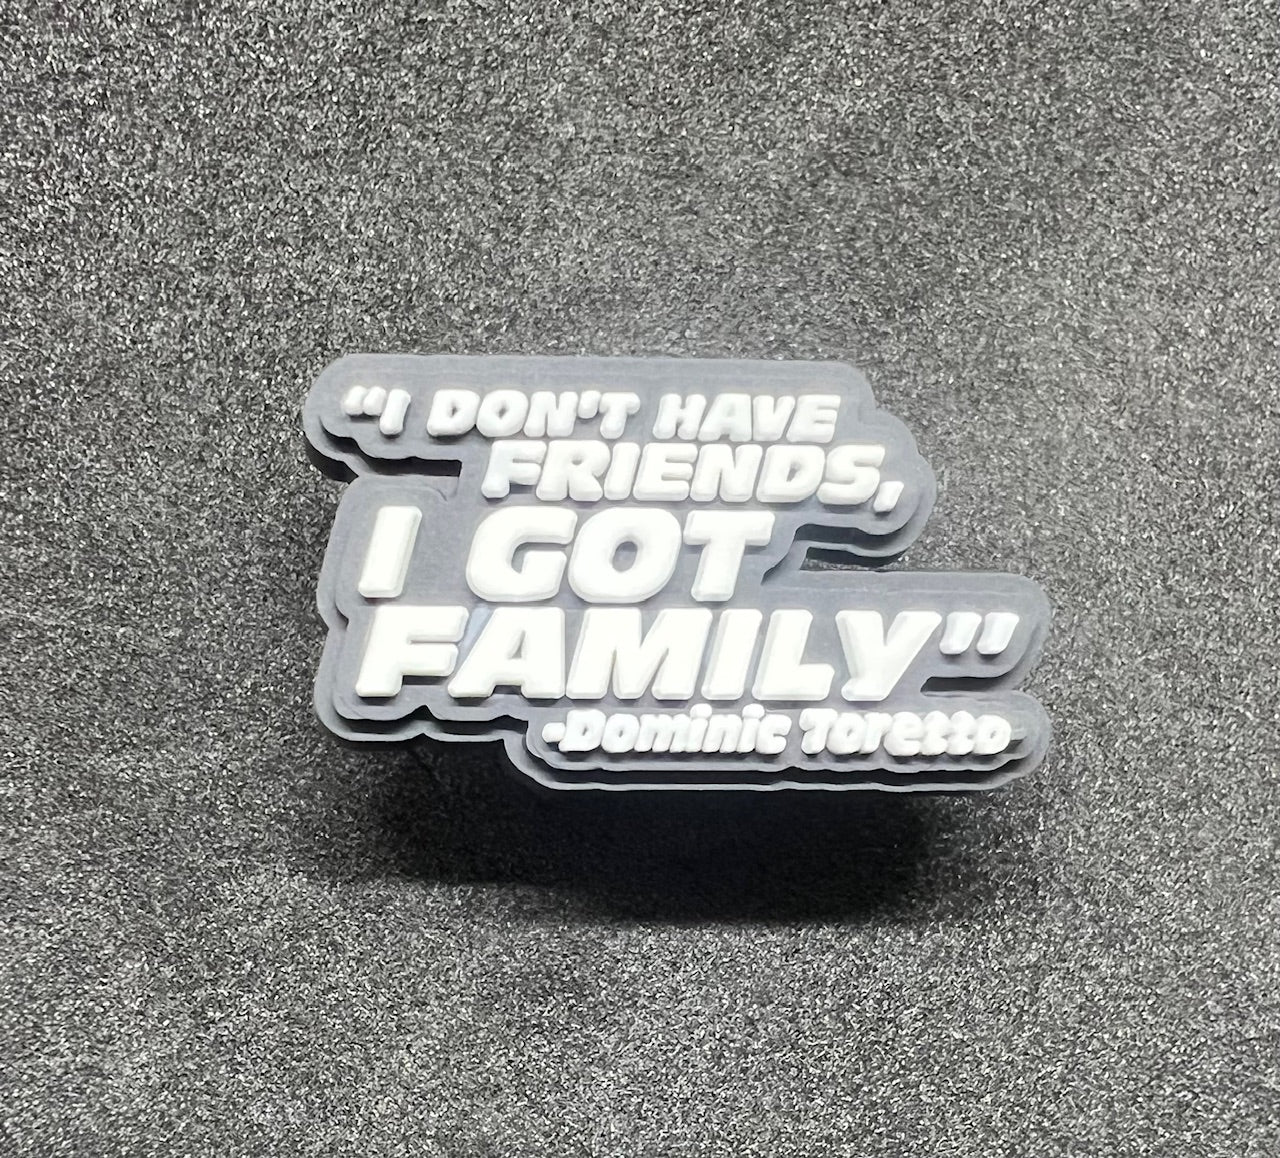 “I DON'T HAVE
FRIENDS,
I GOT
FAMILY”
-Dominic Toretto